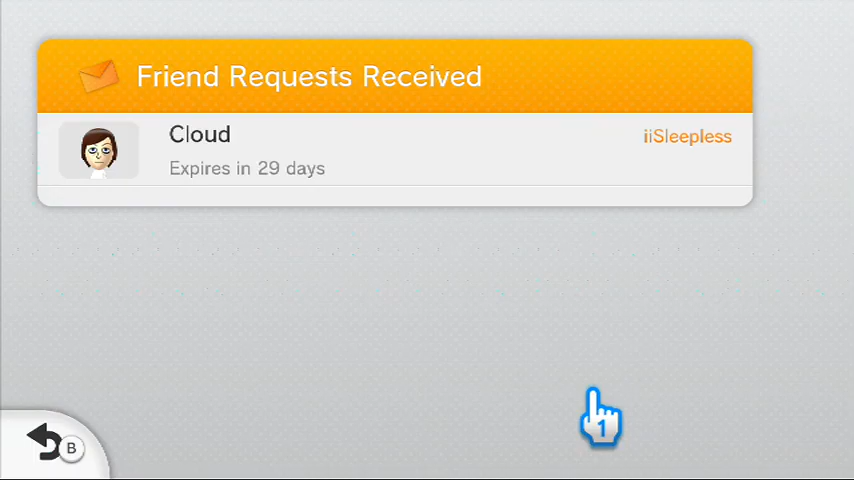 Friend Requests Received
Cloud
iiSleepless
Expires in 29 days
1
B